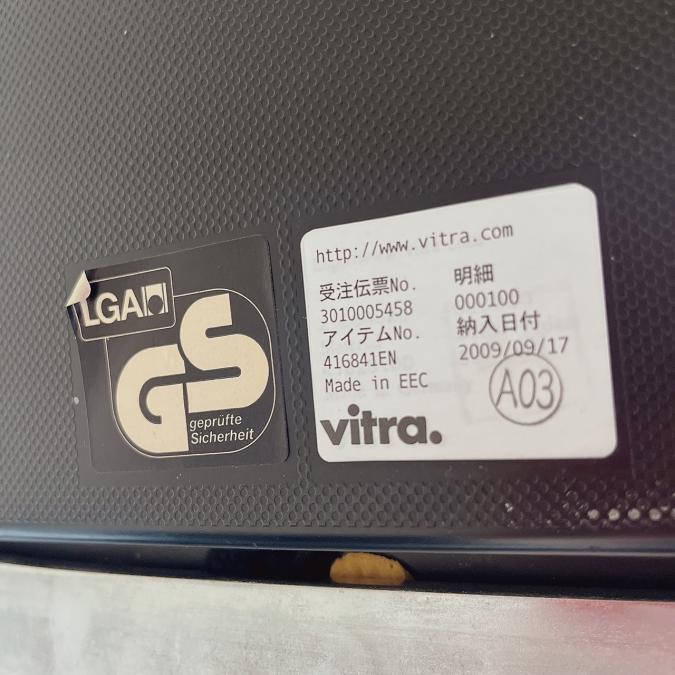 LGA
GS
geprüfte
Sicherheit
http://www.vitra.com
受注伝票No. 明細
3010005458 000100
アイテムNo. 納入日付
416841EN 2009/09/17
Made in EEC
A03
vitra.